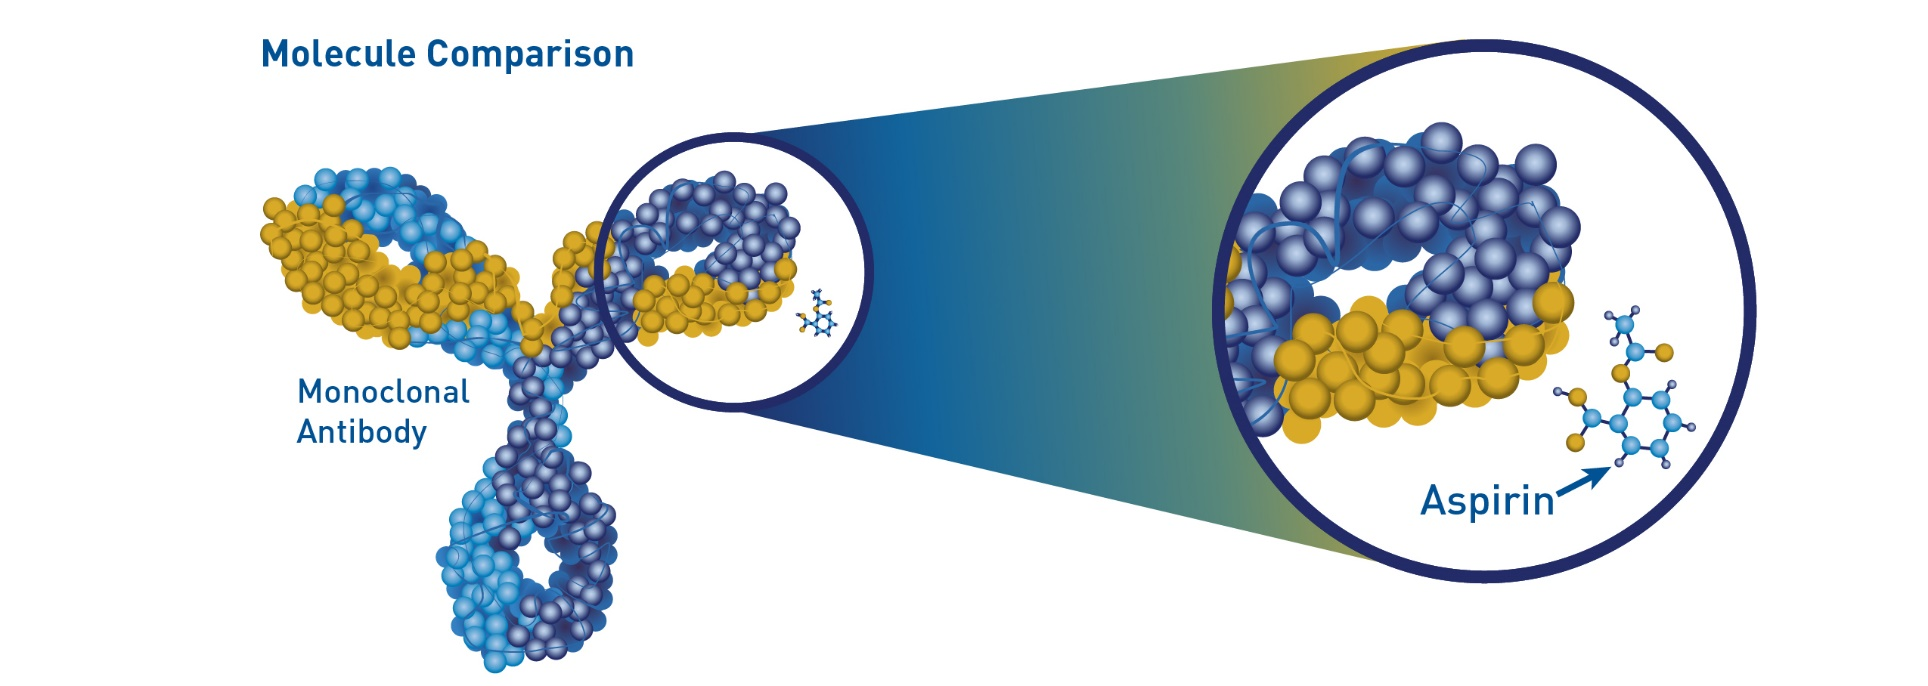 Molecule Comparison
Monoclonal
Antibody
Aspirin